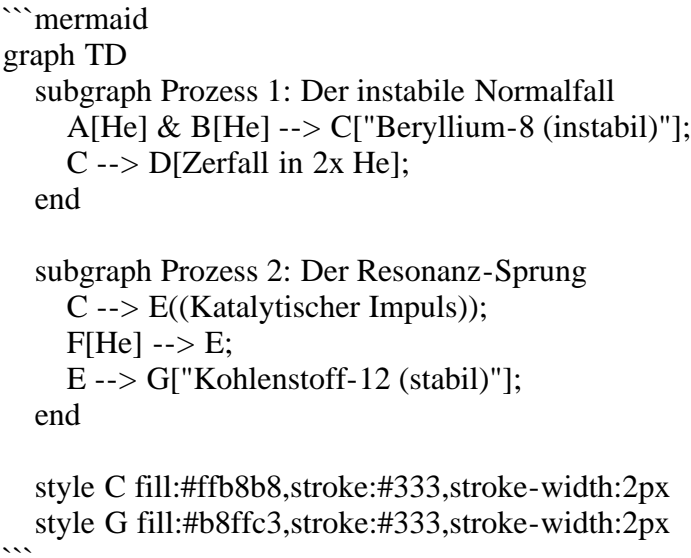 ```mermaid
graph TD
subgraph Prozess 1: Der instabile Normalfall
A[He] & B[He] --> C["Beryllium-8 (instabil)"];
C --> D[Zerfall in 2x He];
end
subgraph Prozess 2: Der Resonanz-Sprung
C --> E((Katalytischer Impuls));
F[He] --> E;
E --> G["Kohlenstoff-12 (stabil)"];
end
style C fill:#ffb8b8,stroke:#333,stroke-width:2px
style G fill:#b8ffc3,stroke:#333,stroke-width:2px
```